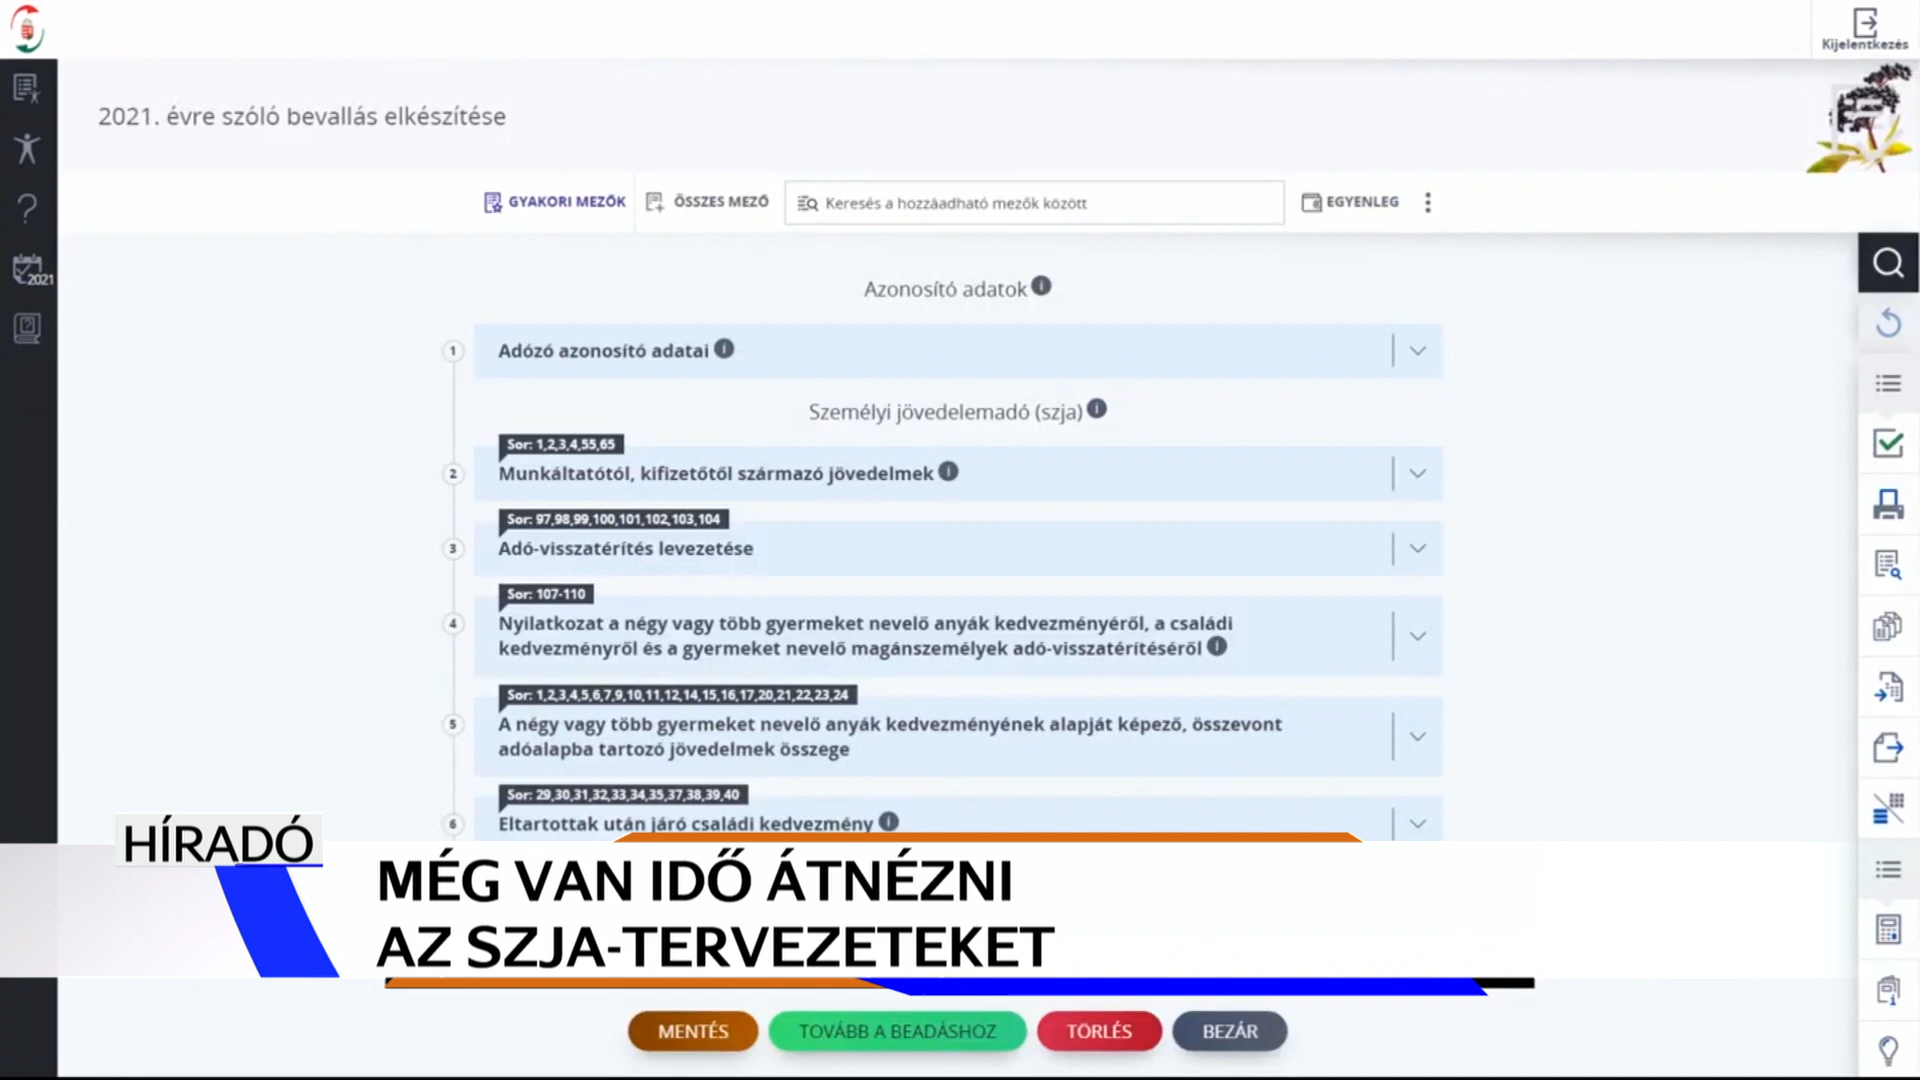 Kijelentkezés
2021. évre szóló bevallás elkészítése
GYAKORI MEZŐK
ÖSSZES MEZŐ
Keresés a hozzáadható mezők között
EGYENLEG
2021
Azonosító adatok
1
Adózó azonosító adatai
Személyi jövedelemadó (szja)
Sor: 1,2,3,4,55,65
2
Munkáltatótól, kifizetőtől származó jövedelmek
Sor: 97,98,99,100,101,102,103,104
3
Adó-visszatérítés levezetése
Sor: 107-110
4
Nyilatkozat a négy vagy több gyermeket nevelő anyák kedvezményéről, a családi
kedvezményről és a gyermeket nevelő magánszemélyek adó-visszatérítéséről
Sor: 1,2,3,4,5,6,7,9,10,11,12,14,15,16,17,20,21,22,23,24
5
A négy vagy több gyermeket nevelő anyák kedvezményének alapját képező, összevont
adóalapba tartozó jövedelmek összege
Sor: 29,30,31,32,33,34,35,37,38,39,40
6
Eltartottak után járó családi kedvezmény
HÍRADÓ
MÉG VAN IDŐ ÁTNÉZNI
AZ SZJA-TERVEZETEKET
MENTÉS
TOVÁBB A BEADÁSHOZ
TÖRLÉS
BEZÁR